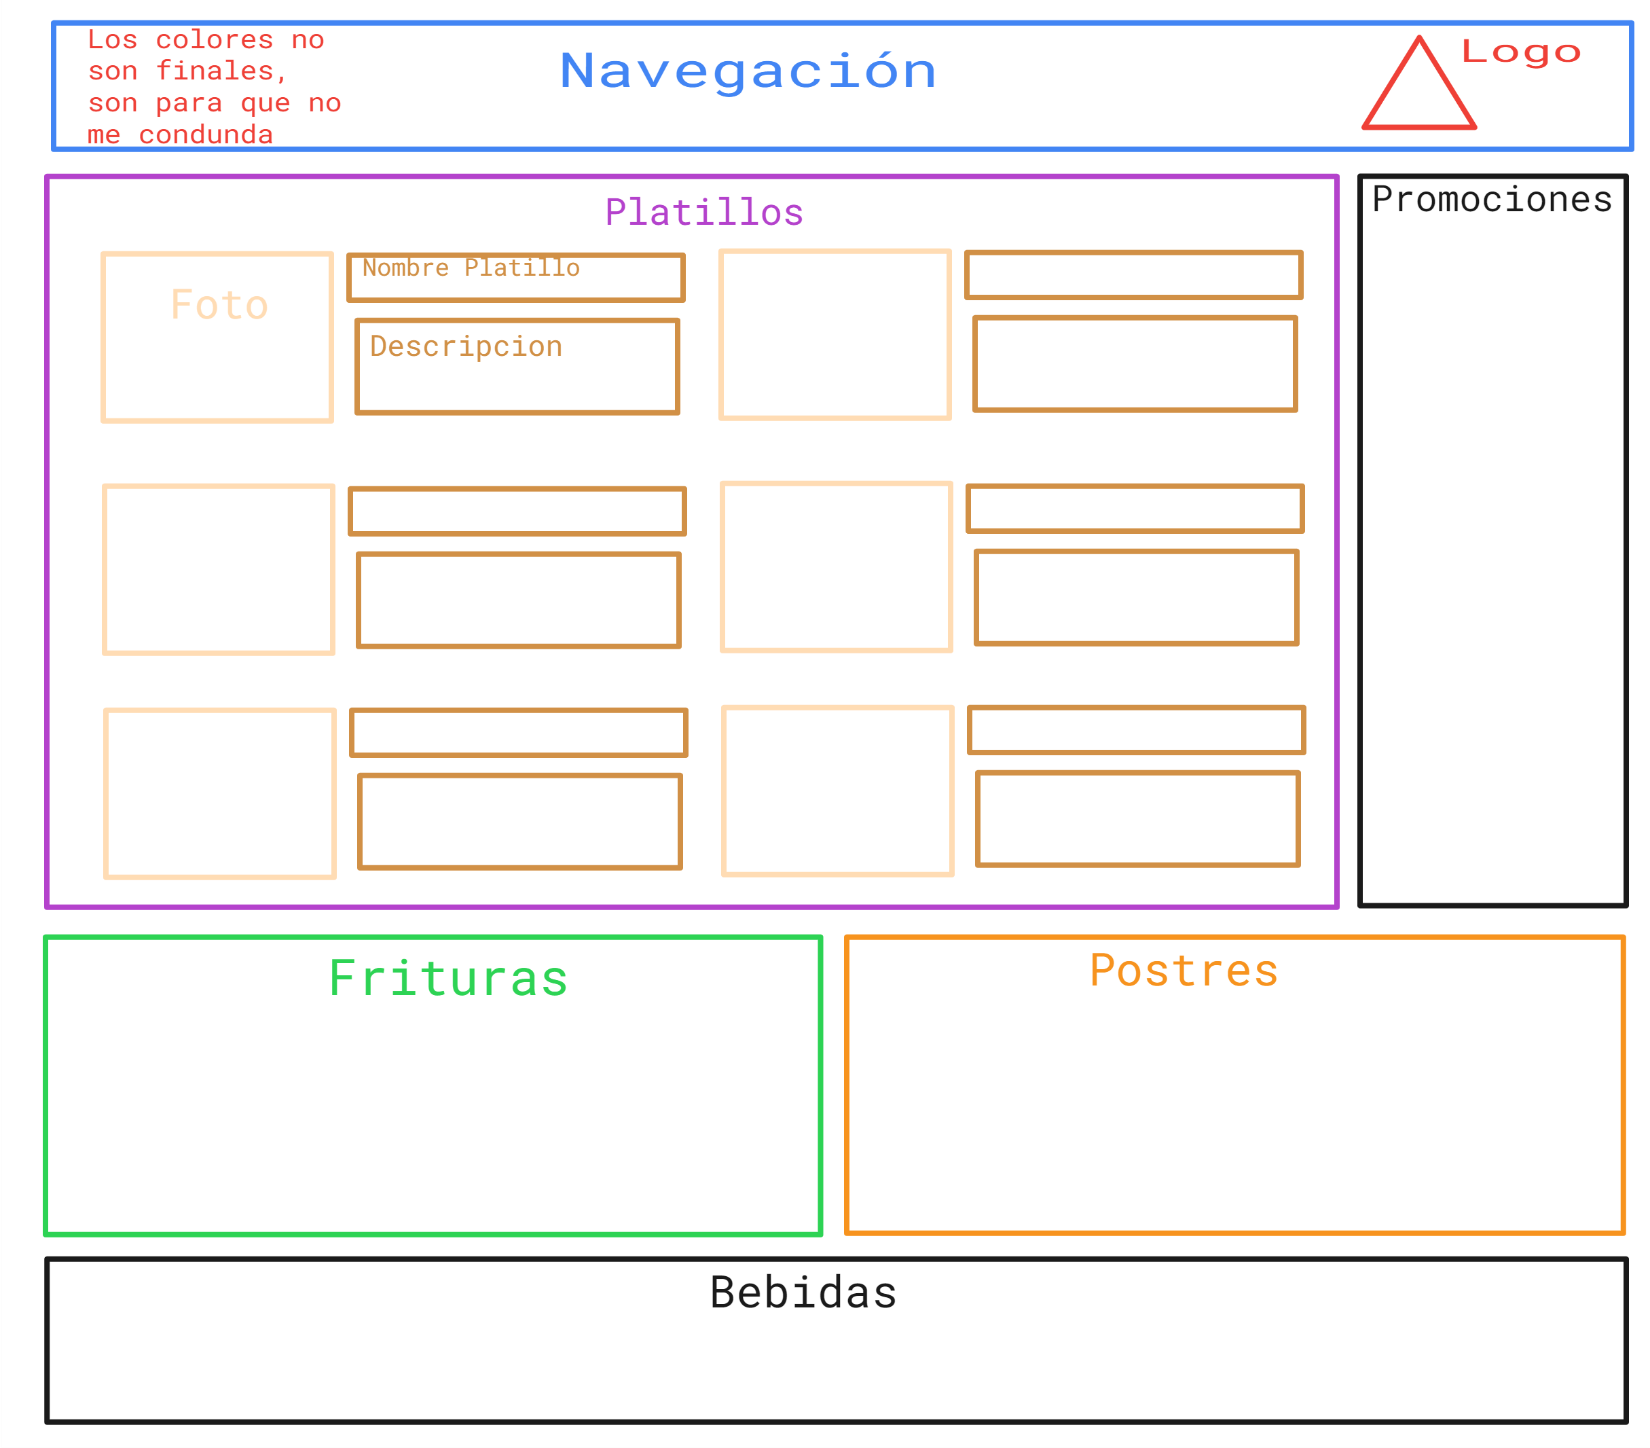 Los colores no
son finales,
son para que no
me condunda
Navegación
Logo
Platillos
Promociones
Foto
Nombre Platillo
Descripcion
Frituras
Postres
Bebidas